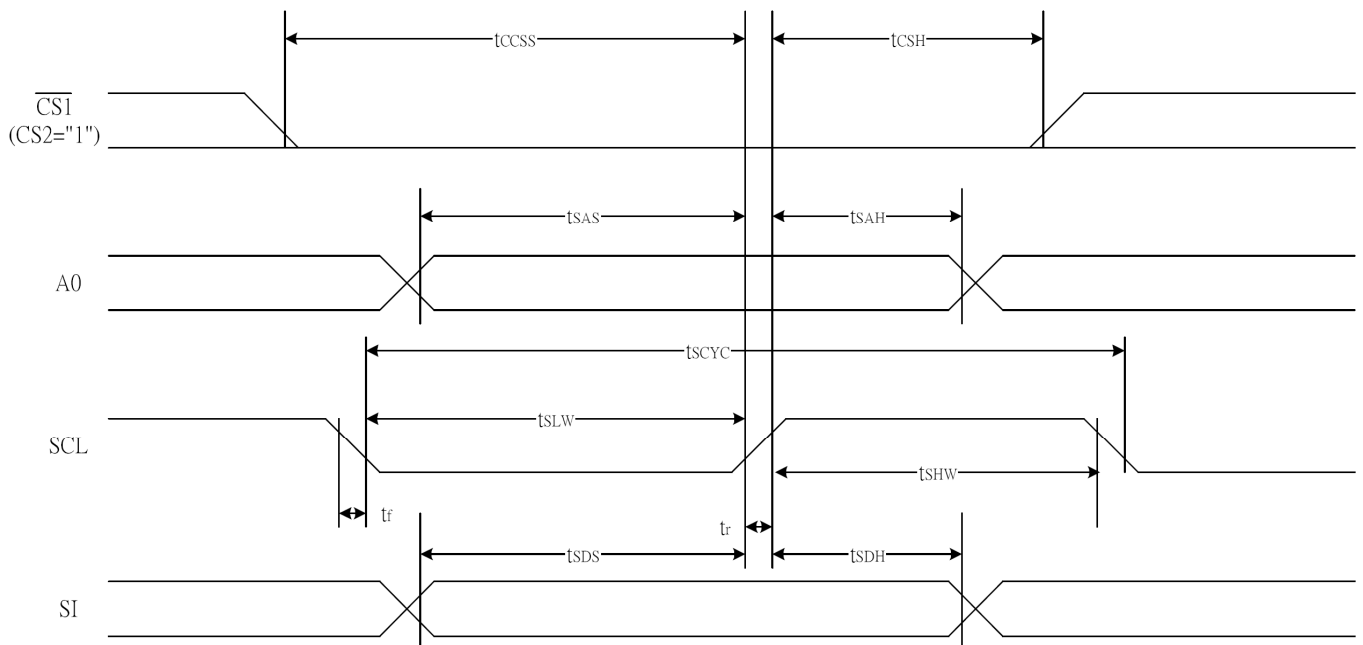 tCCSS
tCSH
CS1
(CS2="1")
tSAS
tSAH
A0
tSCYC
tSLW
SCL
tSHW
tf
tr
tSDS
tSDH
SI